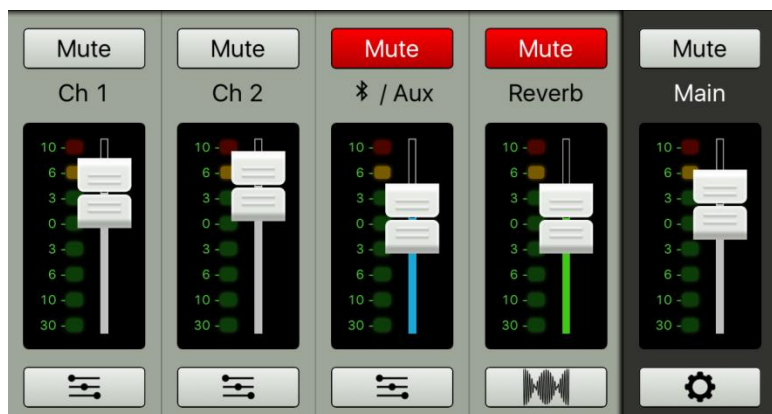 Mute Mute Mute Mute Mute
Ch 1 Ch 2 / Aux Reverb Main
10 - 10 - 10 - 10 - 10 -
6 - 6 - 6 - 6 - 6 -
3 - 3 - 3 - 3 - 3 -
0 - 0 - 0 - 0 - 0 -
3 - 3 - 3 - 3 - 3 -
6 - 6 - 6 - 6 - 6 -
10 - 10 - 10 - 10 - 10 -
30 - 30 - 30 - 30 - 30 -